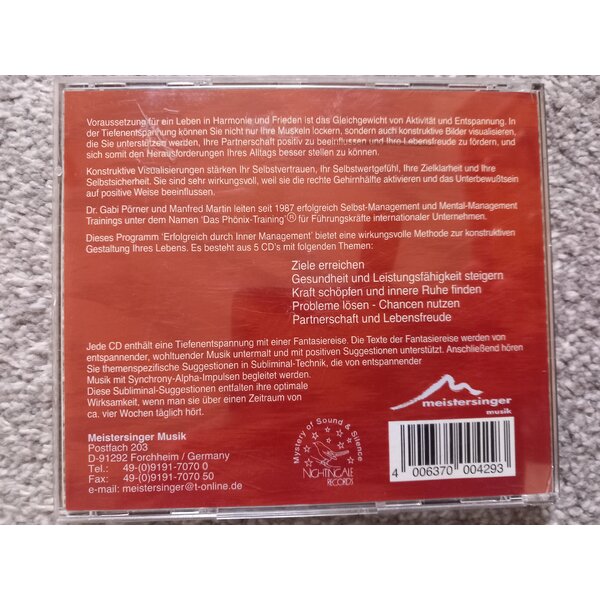 Voraussetzung für ein Leben in Harmonie und Frieden ist das Gleichgewicht von Aktivität und Entspannung. In
der Tiefenentspannung können Sie nicht nur Ihre Muskeln lockern, sondern auch konstruktive Bilder visualisieren,
die Sie unterstützen werden, Ihre Partnerschaft positiv zu beeinflussen und Ihre Lebensfreude zu fördern, und
sich somit den Herausforderungen Ihres Alltags besser stellen zu können.
Konstruktive Visualisierungen stärken Ihr Selbstvertrauen, Ihr Selbstwertgefühl, Ihre Zielklarheit und Ihre
Selbstsicherheit. Sie sind sehr wirkungsvoll, weil sie die rechte Gehirnhälfte aktivieren und das Unterbewußtsein
auf positive Weise beeinflussen.
Dr. Gabi Pörner und Manfred Martin leiten seit 1987 erfolgreich Selbst-Management und Mental-Management
Trainings unter dem Namen 'Das Phönix-Training'® für Führungskräfte internationaler Unternehmen.
Dieses Programm 'Erfolgreich durch Inner Management' bietet eine wirkungsvolle Methode zur konstruktiven
Gestaltung Ihres Lebens. Es besteht aus 5 CD's mit folgenden Themen:
Ziele erreichen
Gesundheit und Leistungsfähigkeit steigern
Kraft schöpfen und innere Ruhe finden
Probleme lösen - Chancen nutzen
Partnerschaft und Lebensfreude
Jede CD enthält eine Tiefenentspannung mit einer Fantasiereise. Die Texte der Fantasiereise werden von
entspannender, wohltuender Musik untermalt und mit positiven Suggestionen unterstützt. Anschließend hören
Sie themenspezifische Suggestionen in Subliminal-Technik, die von entspannender
Musik mit Synchrony-Alpha-Impulsen begleitet werden.
Diese Subliminal-Suggestionen entfalten ihre optimale
Wirksamkeit, wenn man sie über einen Zeitraum von
ca. vier Wochen täglich hört.
meistersinger
musik
Meistersinger Musik
Postfach 203
D-91292 Forchheim / Germany
Tel.: 49-(0)9191-7070 0
Fax: 49-(0)9191-7070 50
e-mail: meistersinger@t-online.de
Mystery of Sound & Silence
NIGHTINGALE
RECORDS
4 006370 004293